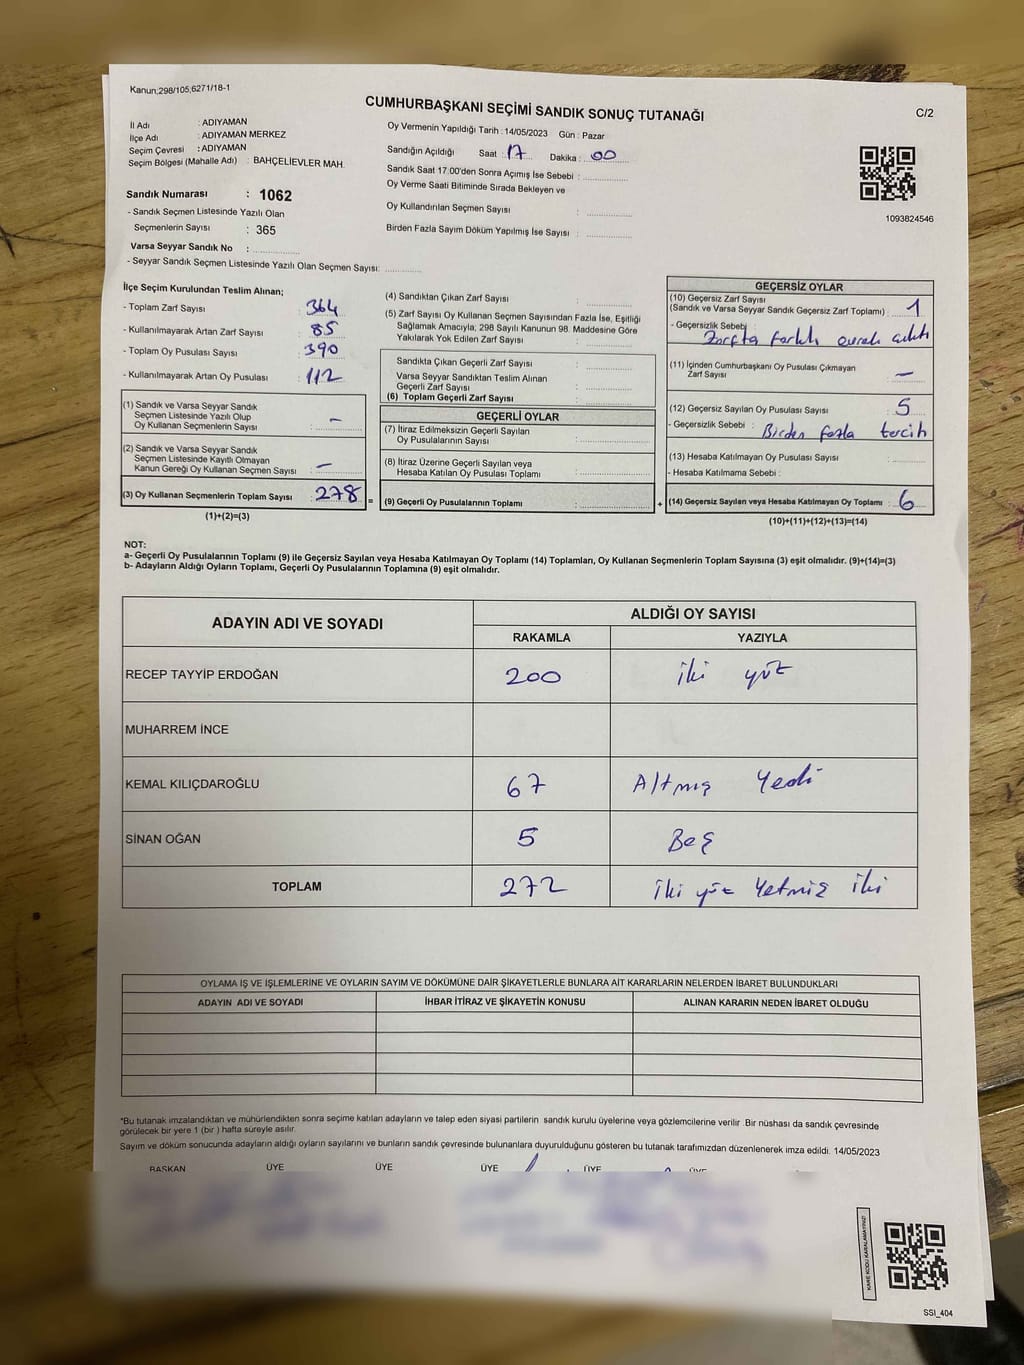 Kanun;298/105,6271/18-1
CUMHURBAŞKANI SEÇİMİ SANDIK SONUÇ TUTANAĞI
C/2
İl Adı : ADIYAMAN
İlçe Adı : ADIYAMAN MERKEZ
Seçim Çevresi : ADIYAMAN
Seçim Bölgesi (Mahalle Adı) : BAHÇELİEVLER MAH.
Sandık Numarası : 1062
- Sandık Seçmen Listesinde Yazılı Olan
Seçmenlerin Sayısı : 365
Varsa Seyyar Sandık No :
- Seyyar Sandık Seçmen Listesinde Yazılı Olan Seçmen Sayısı:
Oy Vermenin Yapıldığı Tarih : 14/05/2023 Gün : Pazar
Sandığın Açıldığı Saat : 17 Dakika : 00
Sandık Saat 17:00'den Sonra Açımış İse Sebebi :
Oy Verme Saati Bitiminde Sırada Bekleyen ve
Oy Kullandırılan Seçmen Sayısı :
Birden Fazla Sayım Döküm Yapılmış İse Sayısı :
1093824546
İlçe Seçim Kurulundan Teslim Alınan;
- Toplam Zarf Sayısı : 364
- Kullanılmayarak Artan Zarf Sayısı : 85
- Toplam Oy Pusulası Sayısı : 390
- Kullanılmayarak Artan Oy Pusulası : 112
(1) Sandık ve Varsa Seyyar Sandık
Seçmen Listesinde Yazılı Olup
Oy Kullanan Seçmenlerin Sayısı : –
(2) Sandık ve Varsa Seyyar Sandık
Seçmen Listesinde Kayıtlı Olmayan
Kanun Gereği Oy Kullanan Seçmen Sayısı : –
(3) Oy Kullanan Seçmenlerin Toplam Sayısı : 278 =
(1)+(2)=(3)
(4) Sandıktan Çıkan Zarf Sayısı :
(5) Zarf Sayısı Oy Kullanan Seçmen Sayısından Fazla İse, Eşitliği
Sağlamak Amacıyla, 298 Sayılı Kanunun 98. Maddesine Göre
Yakılarak Yok Edilen Zarf Sayısı :
Sandıkta Çıkan Geçerli Zarf Sayısı :
Varsa Seyyar Sandıktan Teslim Alınan
Geçerli Zarf Sayısı :
(6) Toplam Geçerli Zarf Sayısı :
GEÇERLİ OYLAR
(7) İtiraz Edilmeksizin Geçerli Sayılan
Oy Pusulalarının Sayısı :
(8) İtiraz Üzerine Geçerli Sayılan veya
Hesaba Katılan Oy Pusulası Toplamı :
(9) Geçerli Oy Pusulalarının Toplamı : +
GEÇERSİZ OYLAR
(10) Geçersiz Zarf Sayısı
(Sandık ve Varsa Seyyar Sandık Geçersiz Zarf Toplamı) : 1
- Geçersizlik Sebebi : Zarfta farklı evrak çıktı
(11) İçinden Cumhurbaşkanı Oy Pusulası Çıkmayan
Zarf Sayısı : –
(12) Geçersiz Sayılan Oy Pusulası Sayısı : 5
- Geçersizlik Sebebi : Birden fazla tercih
(13) Hesaba Katılmayan Oy Pusulası Sayısı :
- Hesaba Katılmama Sebebi :
(14) Geçersiz Sayılan veya Hesaba Katılmayan Oy Toplamı : 6
(10)+(11)+(12)+(13)=(14)
NOT:
a- Geçerli Oy Pusulalarının Toplamı (9) ile Geçersiz Sayılan veya Hesaba Katılmayan Oy Toplamı (14) Toplamları, Oy Kullanan Seçmenlerin Toplam Sayısına (3) eşit olmalıdır. (9)+(14)=(3)
b- Adayların Aldığı Oyların Toplamı, Geçerli Oy Pusulalarının Toplamına (9) eşit olmalıdır.
ADAYIN ADI VE SOYADI
ALDIĞI OY SAYISI
RAKAMLA YAZIYLA
RECEP TAYYİP ERDOĞAN 200 iki yüz
MUHARREM İNCE
KEMAL KILIÇDAROĞLU 67 Altmış Yedi
SİNAN OĞAN 5 Beş
TOPLAM 272 iki yüz Yetmiş iki
OYLAMA İŞ VE İŞLEMLERİNE VE OYLARIN SAYIM VE DÖKÜMÜNE DAİR ŞİKAYETLERLE BUNLARA AİT KARARLARIN NELERDEN İBARET BULUNDUKLARI
ADAYIN ADI VE SOYADI İHBAR İTİRAZ VE ŞİKAYETİN KONUSU ALINAN KARARIN NEDEN İBARET OLDUĞU
*Bu tutanak imzalandıktan ve mühürlendikten sonra seçime katılan adayların ve talep eden siyasi partilerin sandık kurulu üyelerine veya gözlemcilerine verilir. Bir nüshası da sandık çevresinde
görülecek bir yere 1 (bir ) hafta süreyle asılır.
Sayım ve döküm sonucunda adayların aldığı oyların sayılarını ve bunların sandık çevresinde bulunanlara duyurulduğunu gösteren bu tutanak tarafımızdan düzenlenerek imza edildi. 14/05/2023
BAŞKAN ÜYE ÜYE ÜYE ÜYE ÜYE
KARE KODU KARALAMAYINIZ!
SSI_404